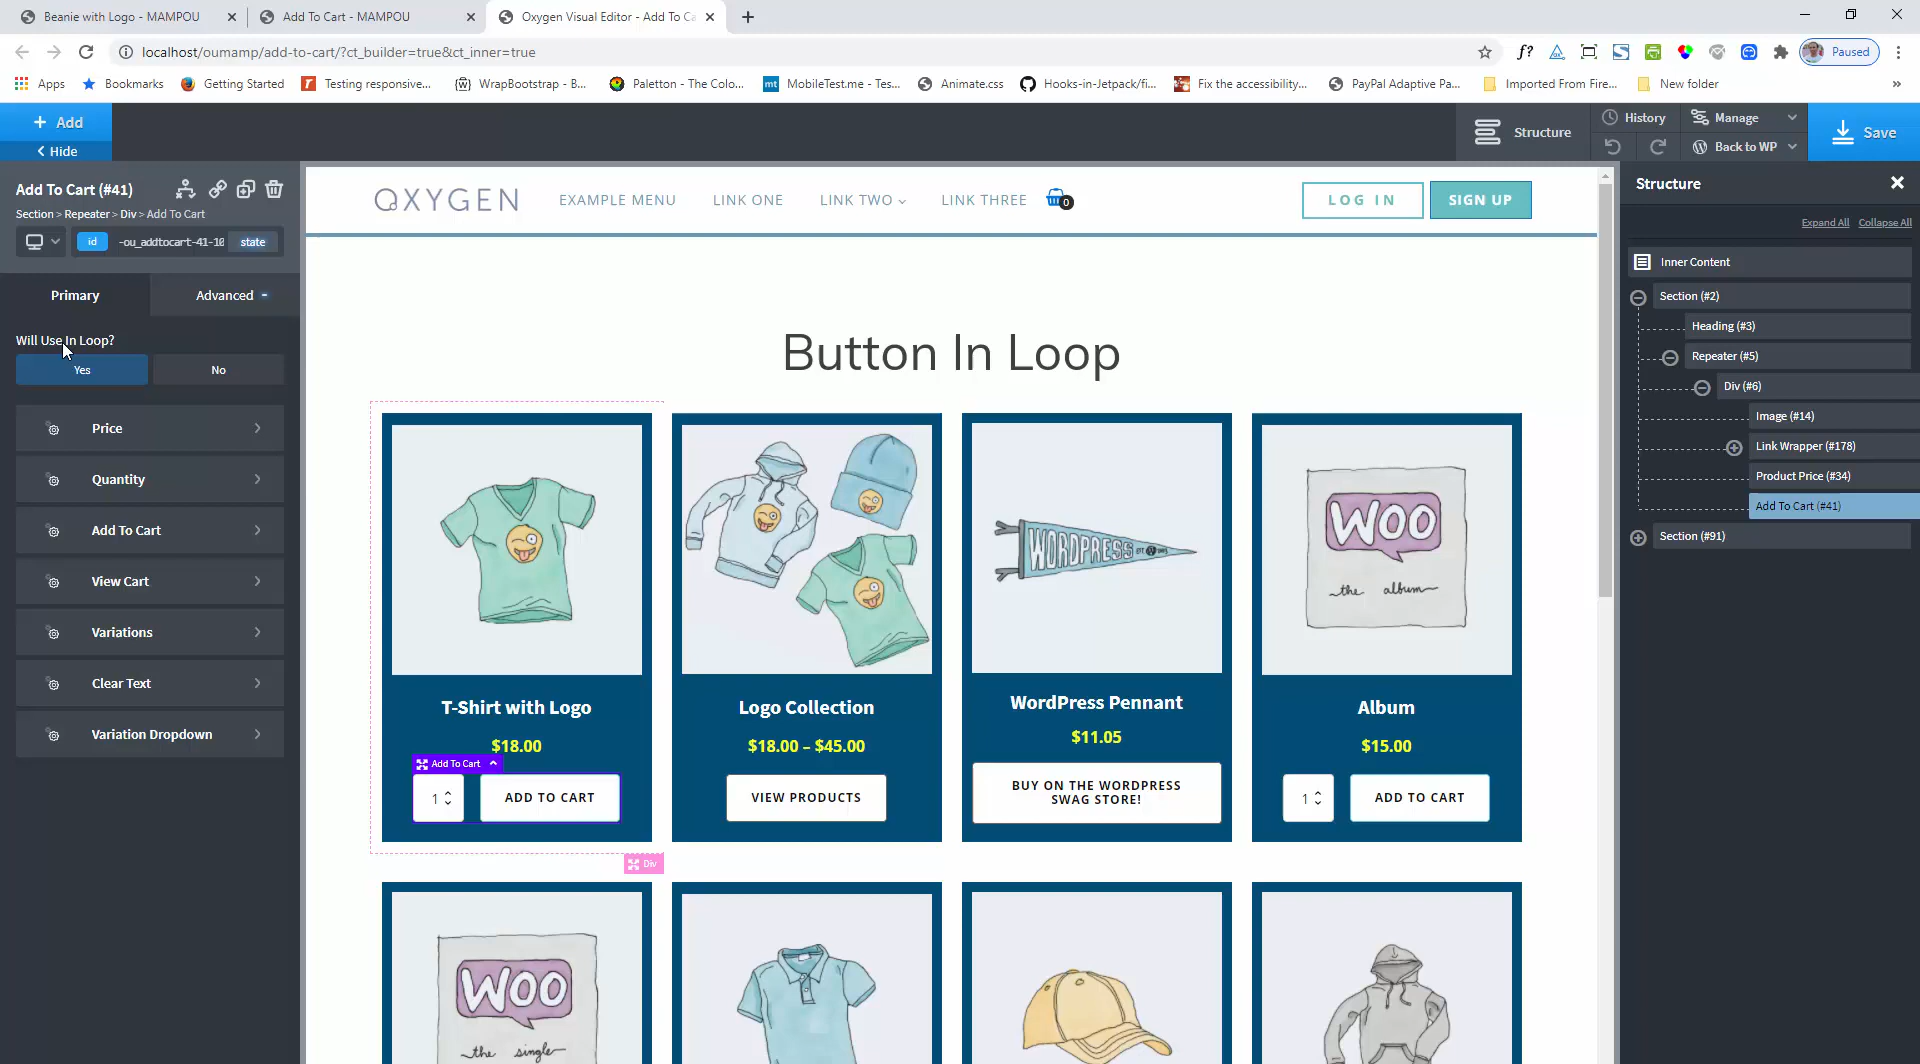 Beanie with Logo - MAMPOU
Add To Cart - MAMPOU
Oxygen Visual Editor - Add To Ca
localhost/oumamp/add-to-cart/?ct_builder=true&ct_inner=true
f?
Paused
Apps
Bookmarks
Getting Started
Testing responsive...
WrapBootstrap - B...
Paletton - The Colo...
mt
MobileTest.me - Tes...
Animate.css
Hooks-in-Jetpack/fi...
Fix the accessibility...
PayPal Adaptive Pa...
Imported From Fire...
New folder
+ Add
Hide
Structure
History
Manage
Back to WP
Save
Add To Cart (#41)
Section > Repeater > Div > Add To Cart
id
-ou_addtocart-41-10
state
Primary
Advanced
Will Use In Loop?
Yes
No
Price
Quantity
Add To Cart
View Cart
Variations
Clear Text
Variation Dropdown
OXYGEN
EXAMPLE MENU
LINK ONE
LINK TWO
LINK THREE
0
LOG IN
SIGN UP
Button In Loop
WORDPRESS
WOO
the album
T-Shirt with Logo
$18.00
Add To Cart
1
ADD TO CART
Div
Logo Collection
$18.00 – $45.00
VIEW PRODUCTS
WordPress Pennant
$11.05
BUY ON THE WORDPRESS
SWAG STORE!
Album
$15.00
1
ADD TO CART
WOO
the single
Structure
Expand All
Collapse All
Inner Content
Section (#2)
Heading (#3)
Repeater (#5)
Div (#6)
Image (#14)
Link Wrapper (#178)
Product Price (#34)
Add To Cart (#41)
Section (#91)